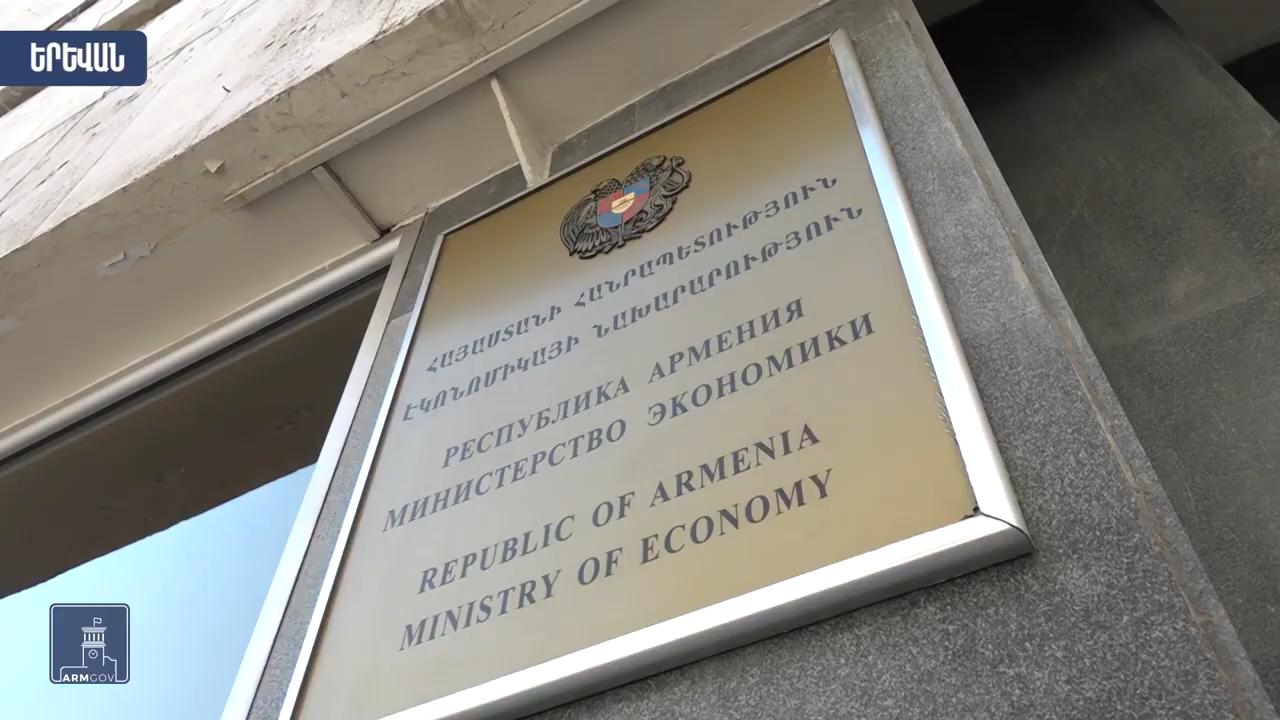 ԵՐԵՎԱՆ
ՀԱՅԱՍՏԱՆԻ ՀԱՆՐԱՊԵՏՈՒԹՅՈՒՆ
ԷԿՈՆՈՄԻԿԱՅԻ ՆԱԽԱՐԱՐՈՒԹՅՈՒՆ
РЕСПУБЛИКА АРМЕНИЯ
МИНИСТЕРСТВО ЭКОНОМИКИ
REPUBLIC OF ARMENIA
MINISTRY OF ECONOMY
ARMGOV